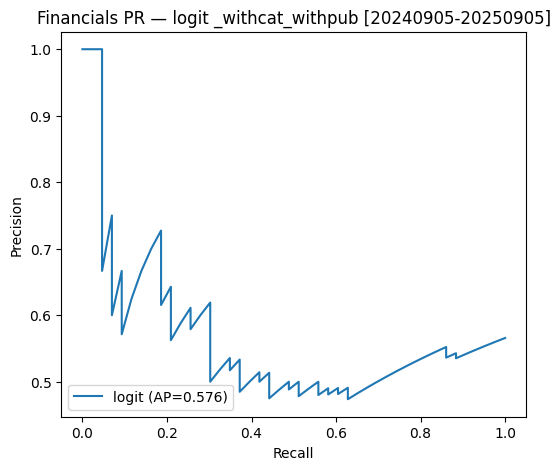 Financials PR — logit _withcat_withpub [20240905-20250905]
1.0
0.9
0.8
0.7
0.6
0.5
Precision
logit (AP=0.576)
0.0 0.2 0.4 0.6 0.8 1.0
Recall